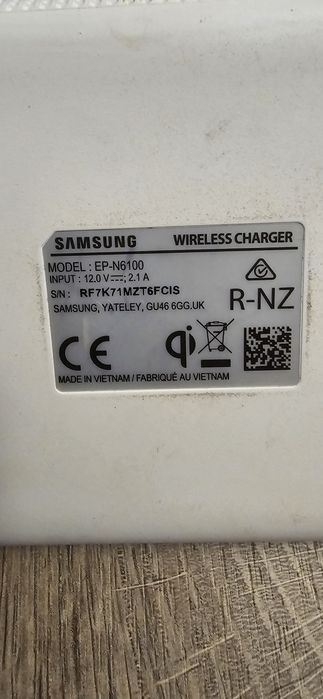 SAMSUNG WIRELESS CHARGER
MODEL : EP-N6100
INPUT : 12.0 V⎓; 2.1 A
S/N : RF7K71MZT6FCIS
SAMSUNG, YATELEY, GU46 6GG.UK
R-NZ
CE
qi
MADE IN VIETNAM / FABRIQUÉ AU VIETNAM